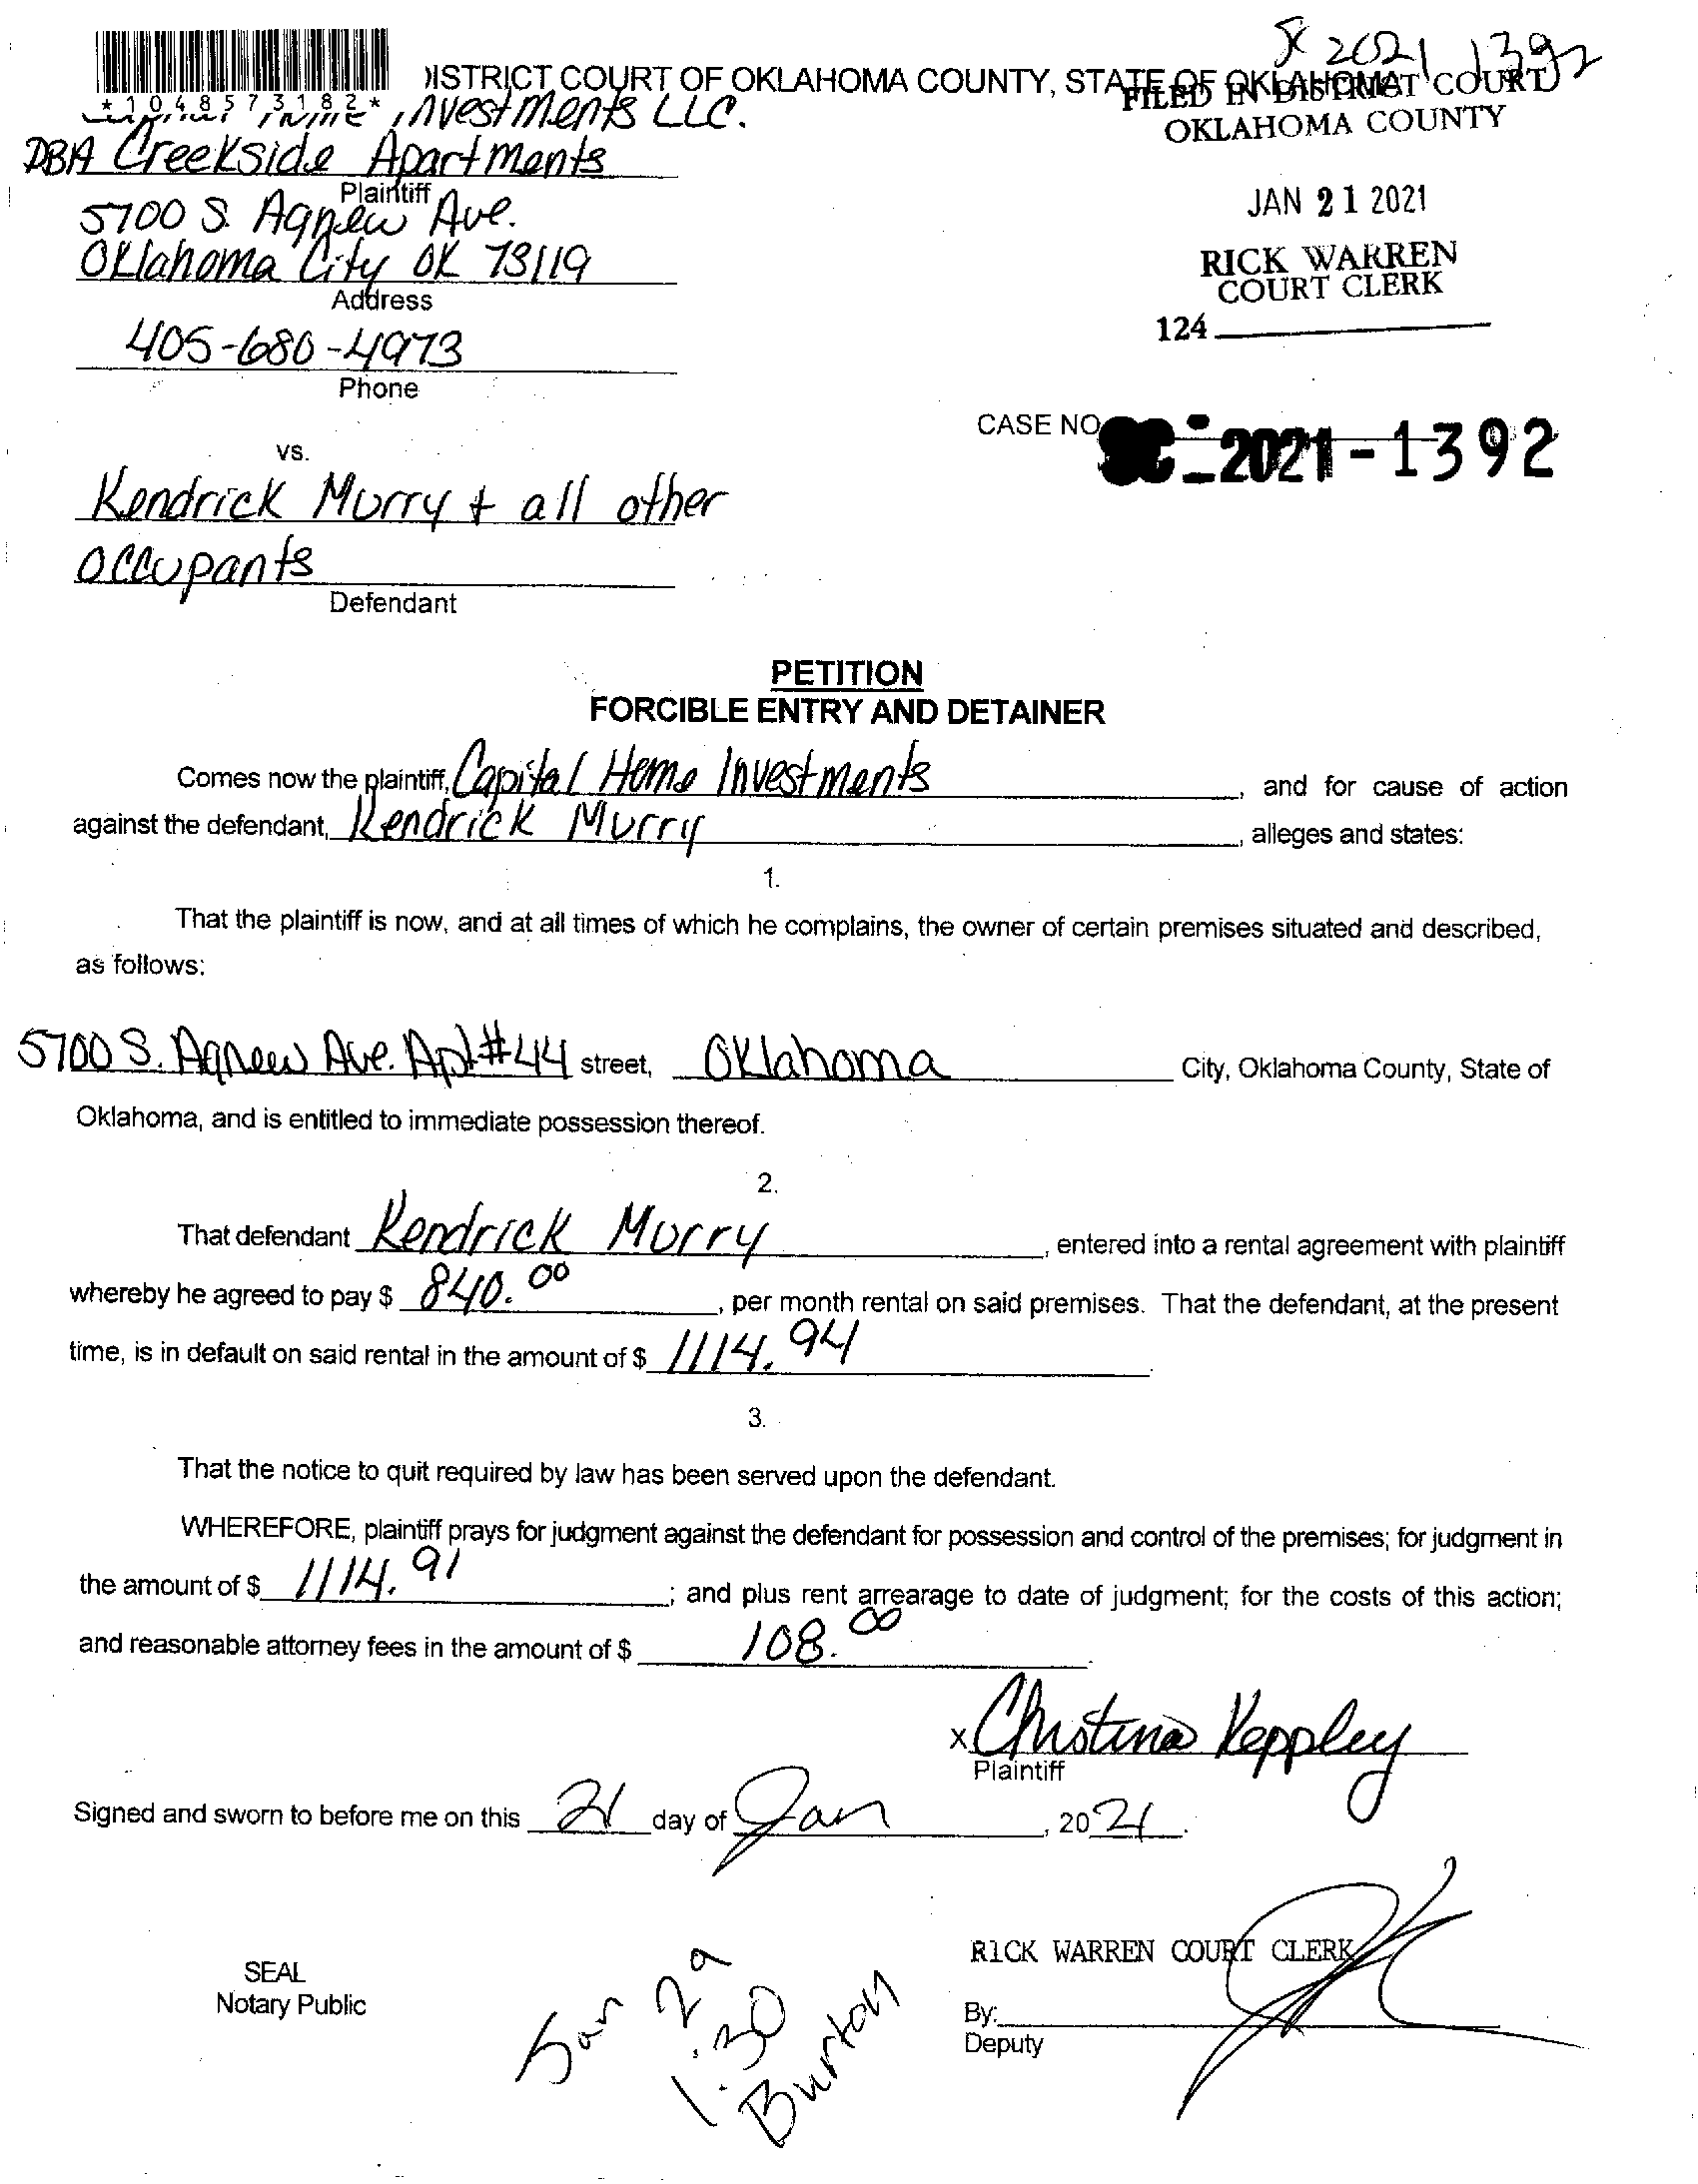 SC 2021 1392
*1048573182*
DISTRICT COURT OF OKLAHOMA COUNTY, STATE OF OKLAHOMA
FILED IN DISTRICT COURT
OKLAHOMA COUNTY
JAN 21 2021
RICK WARREN
COURT CLERK
124
Investments LLC.
DBA Creekside Apartments
Plaintiff
5700 S. Agnew Ave.
Oklahoma City OK 73119
Address
405-680-4973
Phone
CASE NO. SC-2021-1392
vs.
Kendrick Murry + all other
occupants
Defendant
PETITION
FORCIBLE ENTRY AND DETAINER
Comes now the plaintiff, Capital Home Investments, and for cause of action
against the defendant, Kendrick Murry, alleges and states:
1.
That the plaintiff is now, and at all times of which he complains, the owner of certain premises situated and described,
as follows:
5700 S. Agnew Ave. Apt#44 street, Oklahoma City, Oklahoma County, State of
Oklahoma, and is entitled to immediate possession thereof.
2.
That defendant Kendrick Murry, entered into a rental agreement with plaintiff
whereby he agreed to pay $ 840.00, per month rental on said premises. That the defendant, at the present
time, is in default on said rental in the amount of $ 1114.94.
3.
That the notice to quit required by law has been served upon the defendant.
WHEREFORE, plaintiff prays for judgment against the defendant for possession and control of the premises; for judgment in
the amount of $ 1114.91; and plus rent arrearage to date of judgment; for the costs of this action;
and reasonable attorney fees in the amount of $ 108.00.
x Christina Keppley
Plaintiff
Signed and sworn to before me on this 21 day of Jan, 2021.
RICK WARREN COURT CLERK
SEAL
Notary Public
By:
Deputy
Jan 29
1:30
Burton